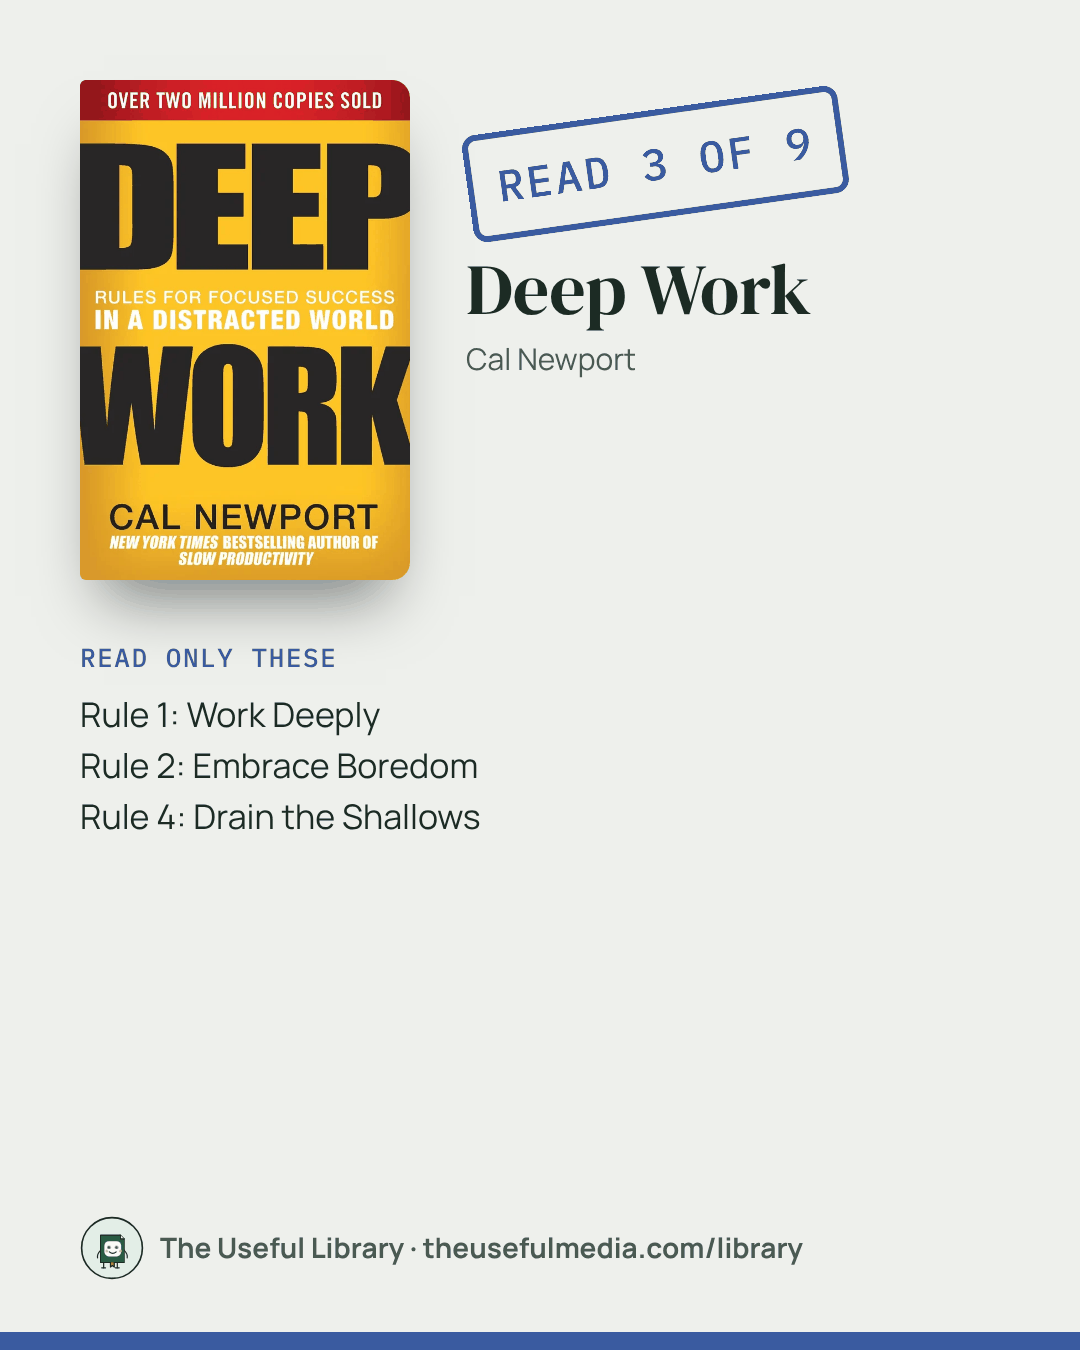 OVER TWO MILLION COPIES SOLD
DEEP
RULES FOR FOCUSED SUCCESS
IN A DISTRACTED WORLD
WORK
CAL NEWPORT
NEW YORK TIMES BESTSELLING AUTHOR OF
SLOW PRODUCTIVITY
READ 3 OF 9
Deep Work
Cal Newport
READ ONLY THESE
Rule 1: Work Deeply
Rule 2: Embrace Boredom
Rule 4: Drain the Shallows
The Useful Library · theusefulmedia.com/library